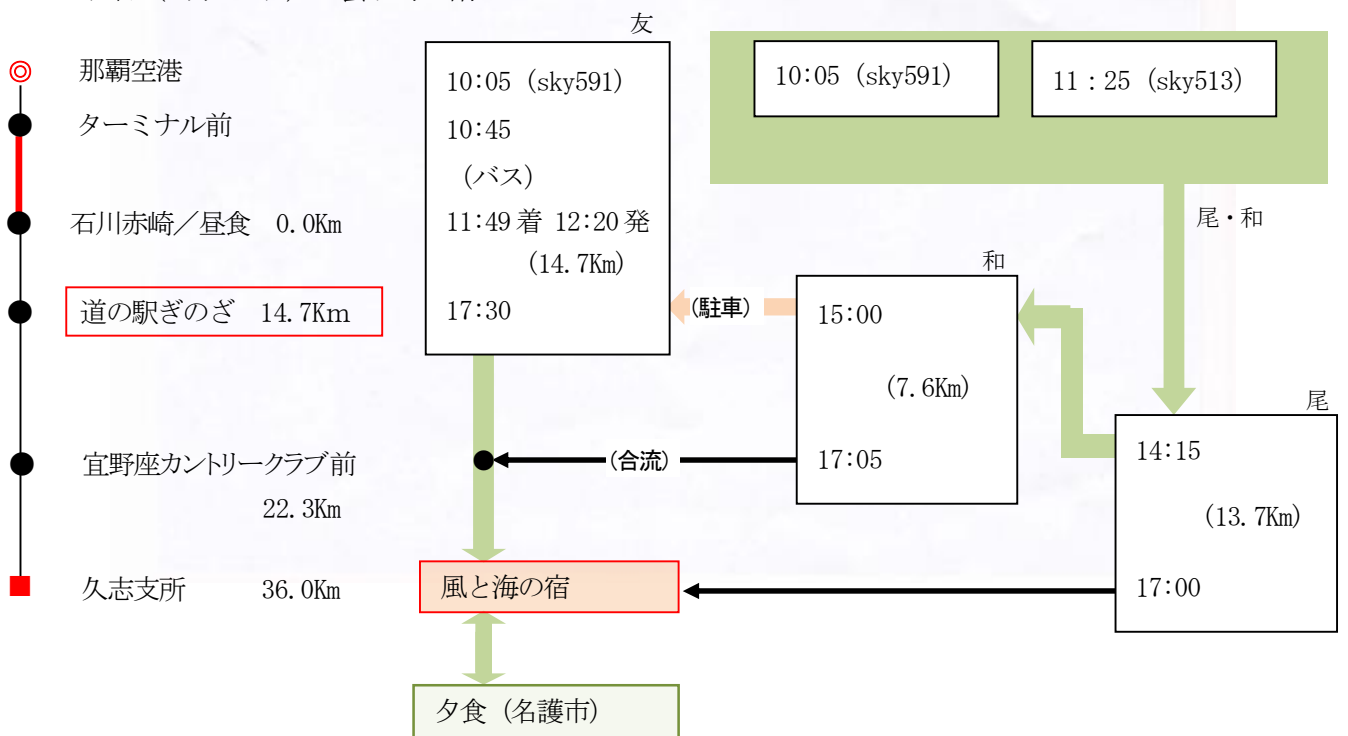 友
那覇空港
ターミナル前
石川赤崎／昼食 0.0Km
道の駅ぎのざ 14.7Km
宜野座カントリークラブ前
22.3Km
久志支所 36.0Km
10:05 (sky591)
10:45
(バス)
11:49着 12:20発
(14.7Km)
17:30
10:05 (sky591)
11：25 (sky513)
尾・和
和
(駐車)
15:00
(7.6Km)
(合流)
17:05
尾
14:15
(13.7Km)
17:00
風と海の宿
夕食（名護市）